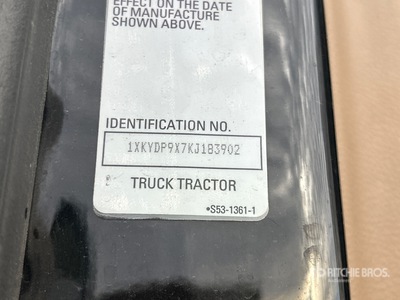 EFFECT ON THE DATE
OF MANUFACTURE
SHOWN ABOVE.
IDENTIFICATION NO.
1XKYDP9X7KJ183902
TRUCK TRACTOR
•S53-1361-1
RITCHIE BROS.